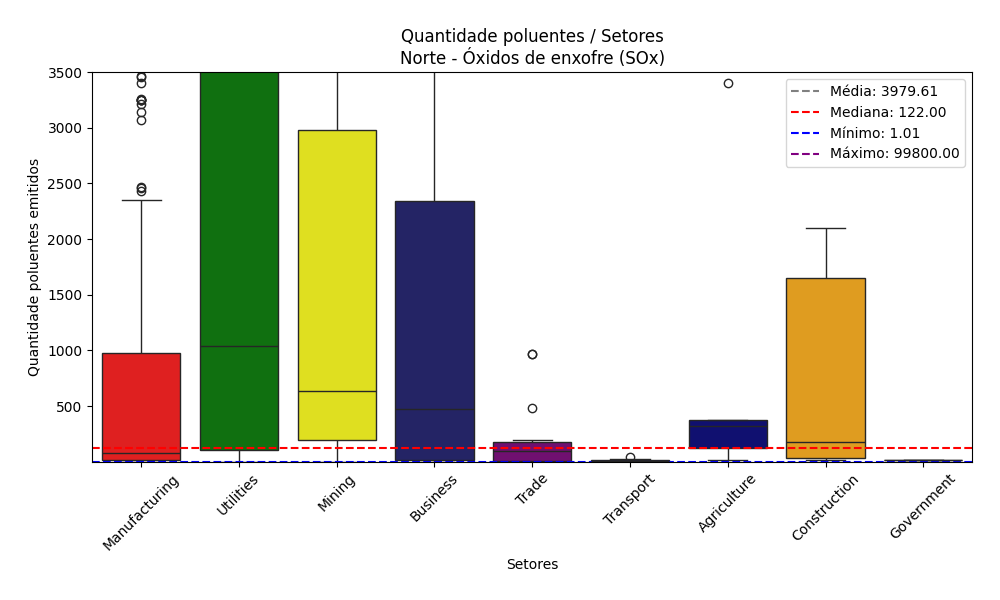 Quantidade poluentes / Setores
Norte - Óxidos de enxofre (SOx)
Quantidade poluentes emitidos
3500
3000
2500
2000
1500
1000
500
Média: 3979.61
Mediana: 122.00
Mínimo: 1.01
Máximo: 99800.00
Manufacturing
Utilities
Mining
Business
Trade
Transport
Agriculture
Construction
Government
Setores